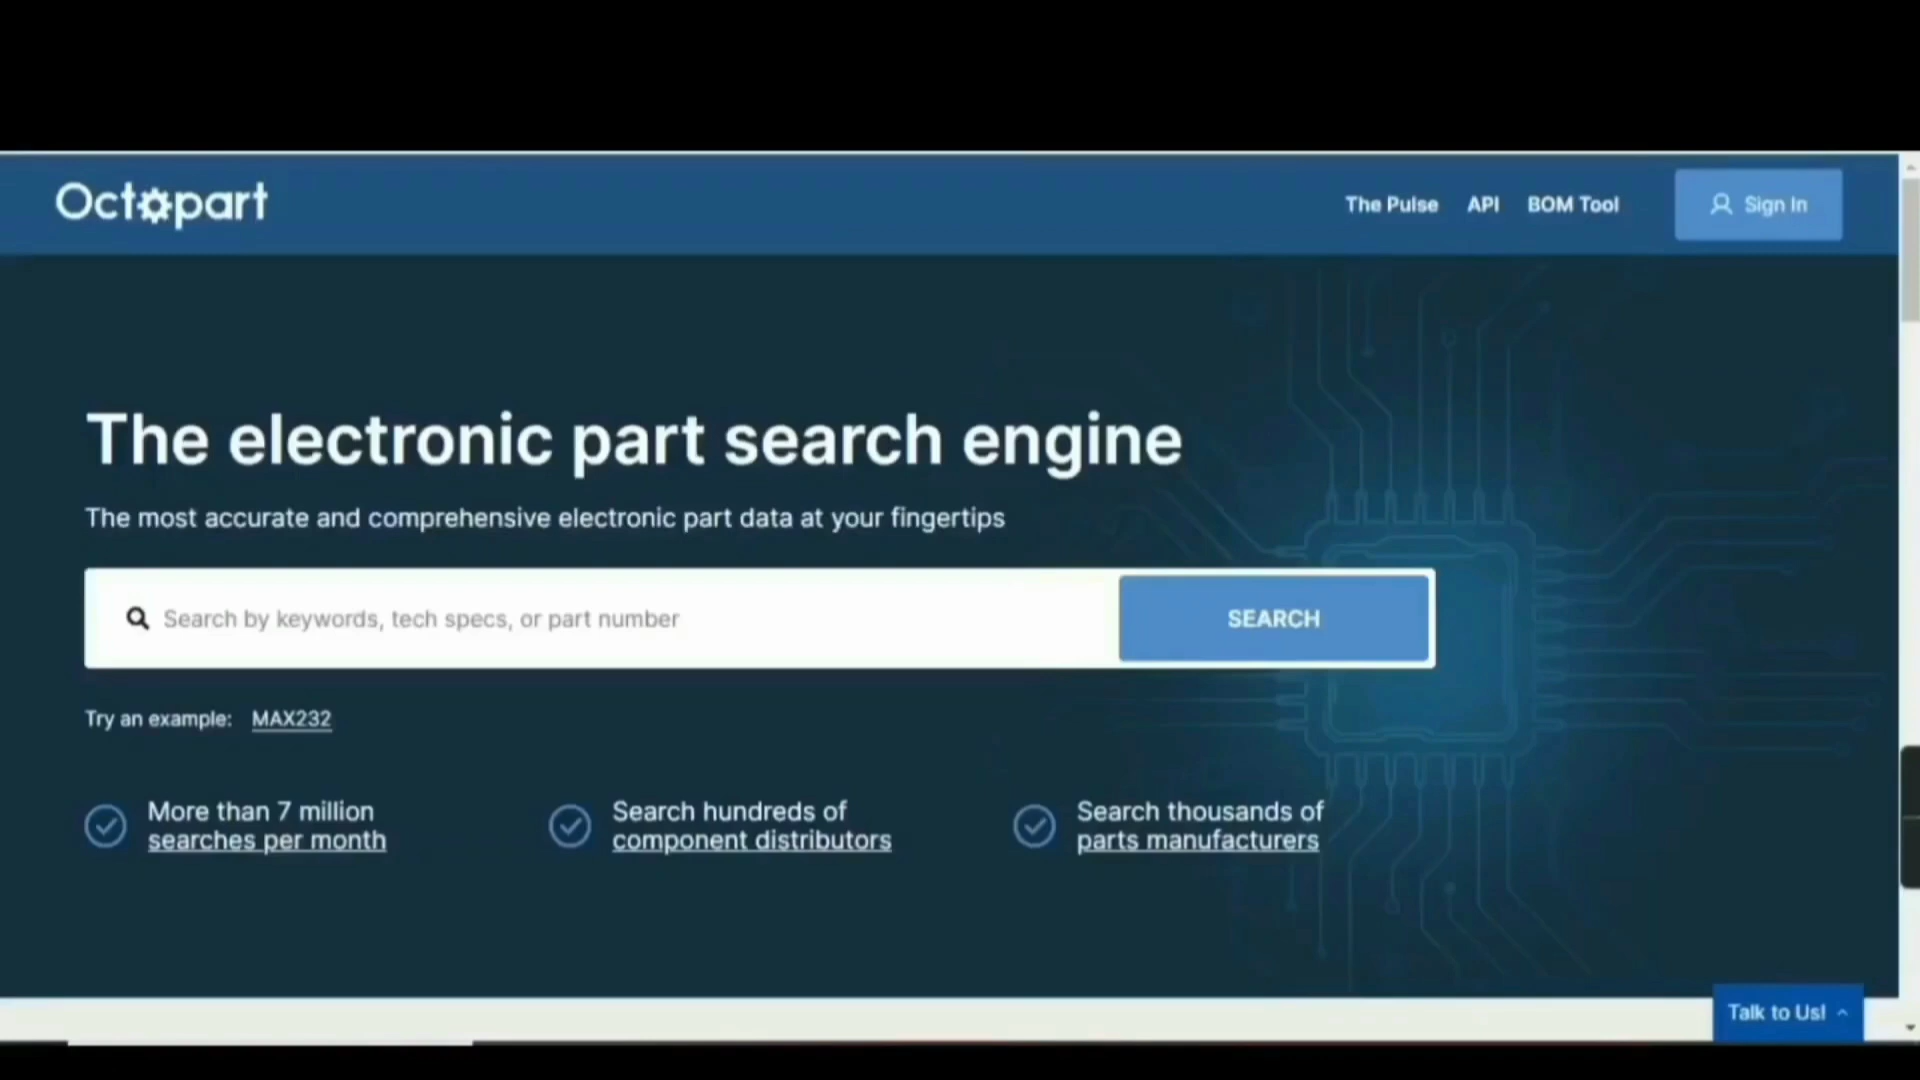 Octopart
The Pulse API BOM Tool Sign In
The electronic part search engine
The most accurate and comprehensive electronic part data at your fingertips
Search by keywords, tech specs, or part number SEARCH
Try an example: MAX232
More than 7 million
searches per month
Search hundreds of
component distributors
Search thousands of
parts manufacturers
Talk to Us!